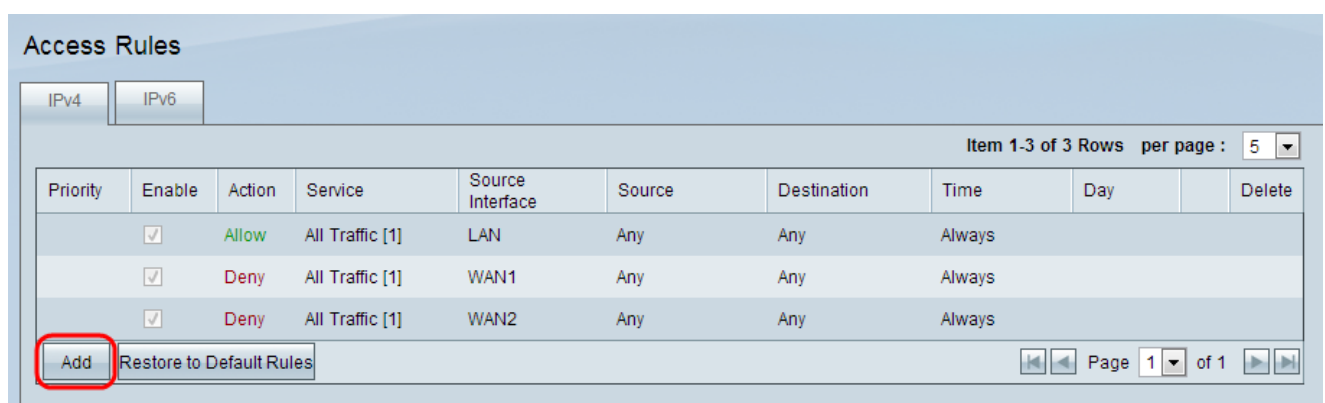 Access Rules
IPv4 IPv6
Item 1-3 of 3 Rows per page : 5
Priority Enable Action Service Source Interface Source Destination Time Day Delete
Allow All Traffic [1] LAN Any Any Always
Deny All Traffic [1] WAN1 Any Any Always
Deny All Traffic [1] WAN2 Any Any Always
Add Restore to Default Rules Page 1 of 1